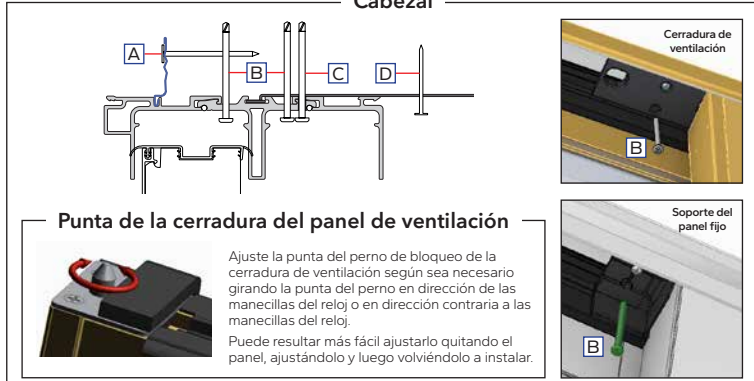 Cabezal
A
B
C
D
Cerradura de
ventilación
B
Punta de la cerradura del panel de ventilación
Ajuste la punta del perno de bloqueo de la
cerradura de ventilación según sea necesario
girando la punta del perno en dirección de las
manecillas del reloj o en dirección contraria a las
manecillas del reloj.
Puede resultar más fácil ajustarlo quitando el
panel, ajustándolo y luego volviéndolo a instalar.
Soporte del
panel fijo
B